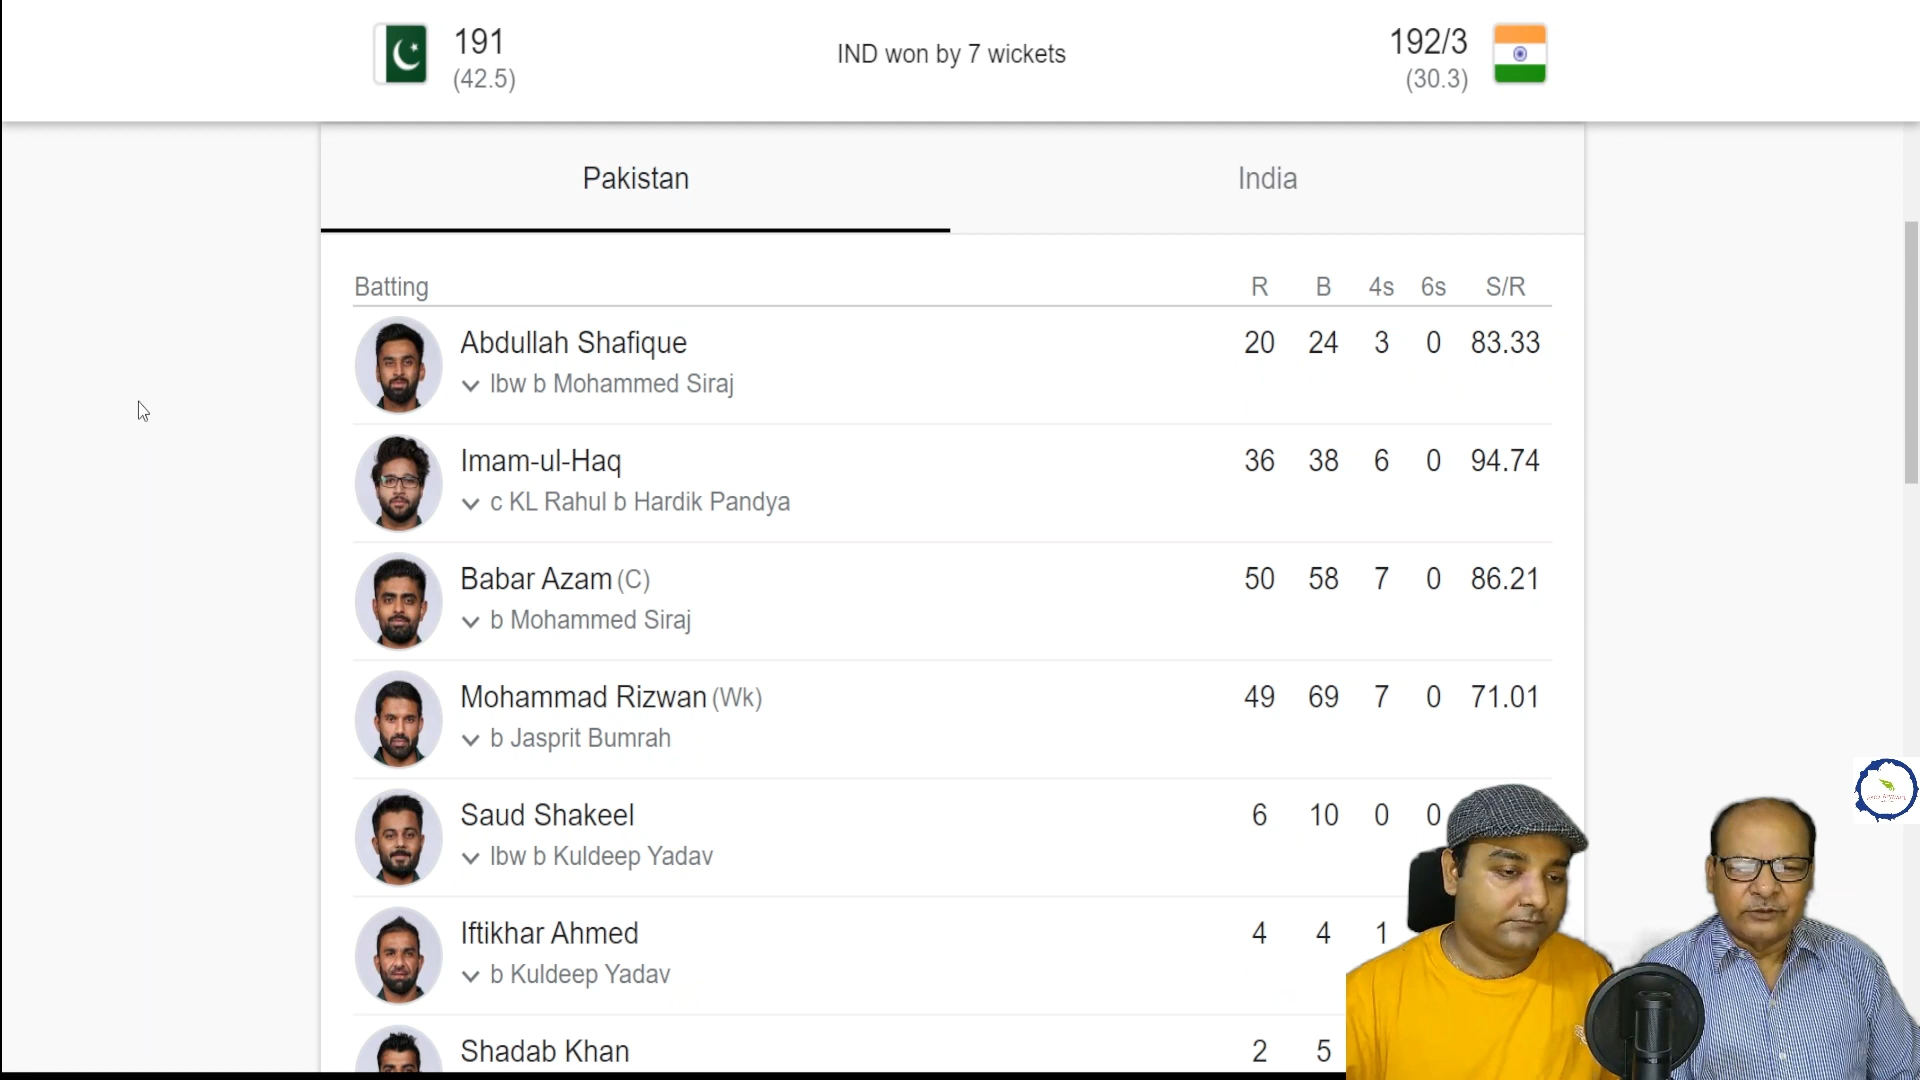 191
(42.5)
IND won by 7 wickets
192/3
(30.3)
Pakistan
India
Batting R B 4s 6s S/R
Abdullah Shafique 20 24 3 0 83.33
lbw b Mohammed Siraj
Imam-ul-Haq 36 38 6 0 94.74
c KL Rahul b Hardik Pandya
Babar Azam (C) 50 58 7 0 86.21
b Mohammed Siraj
Mohammad Rizwan (Wk) 49 69 7 0 71.01
b Jasprit Bumrah
Saud Shakeel 6 10 0 0
lbw b Kuldeep Yadav
Iftikhar Ahmed 4 4 1
b Kuldeep Yadav
Shadab Khan 2 5